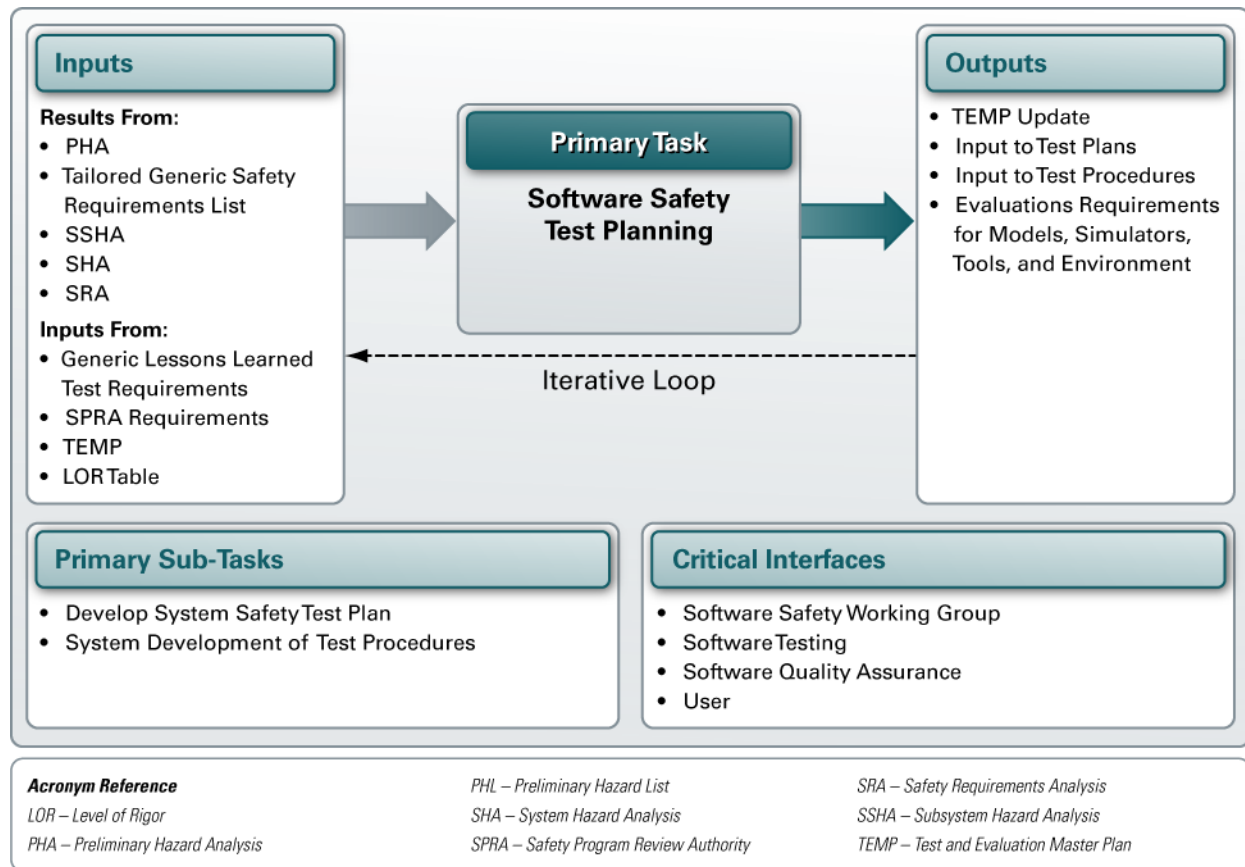 Inputs
Results From:
• PHA
• Tailored Generic Safety
Requirements List
• SSHA
• SHA
• SRA
Inputs From:
• Generic Lessons Learned
Test Requirements
• SPRA Requirements
• TEMP
• LOR Table
Primary Task
Software Safety
Test Planning
Iterative Loop
Outputs
• TEMP Update
• Input to Test Plans
• Input to Test Procedures
• Evaluations Requirements
for Models, Simulators,
Tools, and Environment
Primary Sub-Tasks
• Develop System Safety Test Plan
• System Development of Test Procedures
Critical Interfaces
• Software Safety Working Group
• Software Testing
• Software Quality Assurance
• User
Acronym Reference
LOR – Level of Rigor
PHA – Preliminary Hazard Analysis
PHL – Preliminary Hazard List
SHA – System Hazard Analysis
SPRA – Safety Program Review Authority
SRA – Safety Requirements Analysis
SSHA – Subsystem Hazard Analysis
TEMP – Test and Evaluation Master Plan